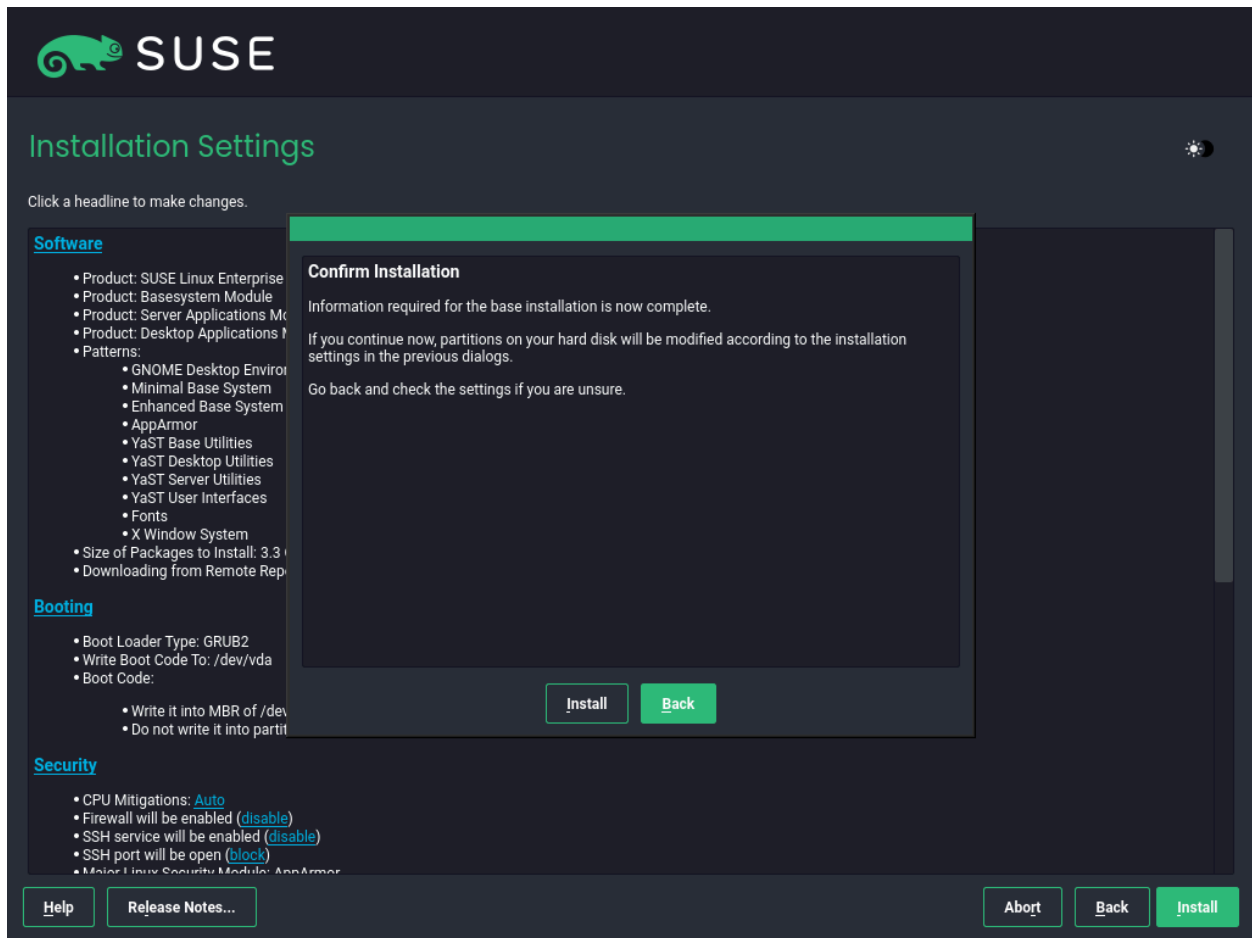 SUSE
Installation Settings
Click a headline to make changes.
Software
• Product: SUSE Linux Enterprise
• Product: Basesystem Module
• Product: Server Applications
• Product: Desktop Applications
• Patterns:
• GNOME Desktop
• Minimal Base System
• Enhanced Base System
• AppArmor
• YaST Base Utilities
• YaST Desktop Utilities
• YaST Server Utilities
• YaST User Interfaces
• Fonts
• X Window System
• Size of Packages to Install: 3.3
• Downloading from Remote
Booting
• Boot Loader Type: GRUB2
• Write Boot Code To: /dev/vda
• Boot Code:
• Write it into MBR of
• Do not write it into
Security
• CPU Mitigations: Auto
• Firewall will be enabled (disable)
• SSH service will be enabled (disable)
• SSH port will be open (block)
• Major Linux Security Module: AppArmor
Confirm Installation
Information required for the base installation is now complete.
If you continue now, partitions on your hard disk will be modified according to the installation
settings in the previous dialogs.
Go back and check the settings if you are unsure.
Install Back
Help Release Notes... Abort Back Install